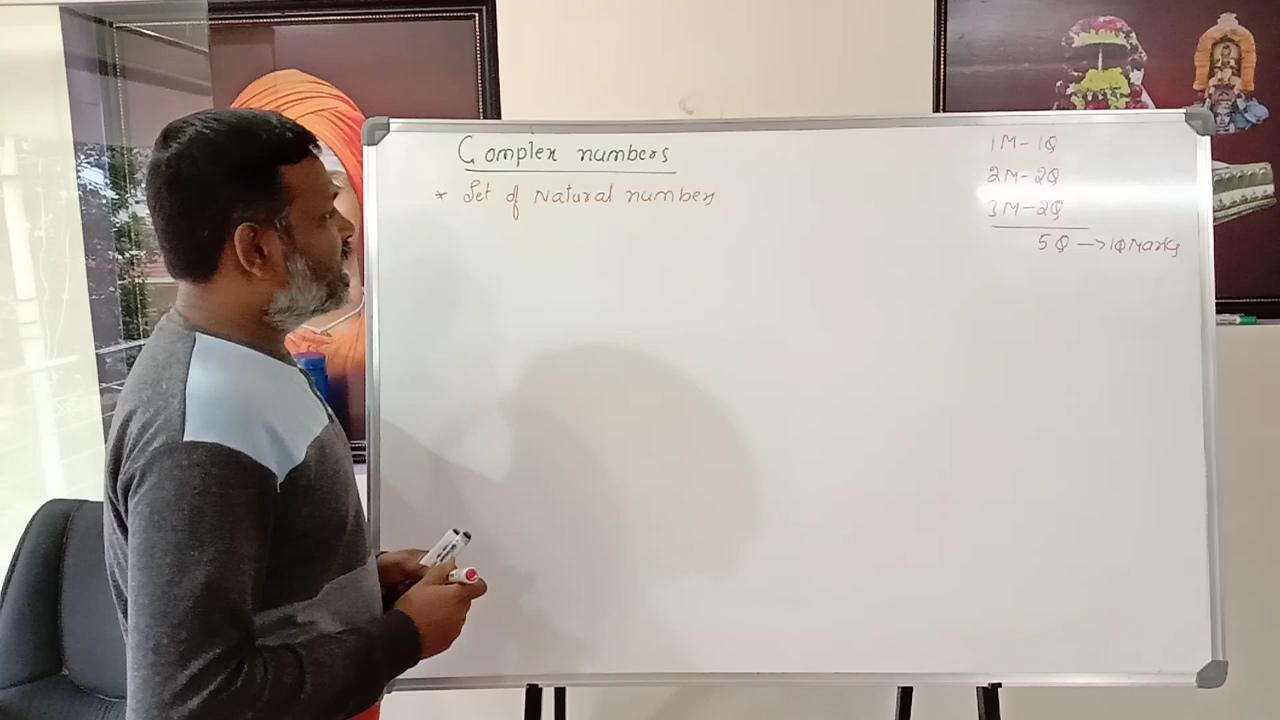 Complex numbers
* Set of Natural numbers
1M-1Q
2M-2Q
3M-2Q
5Q → 10 Marks